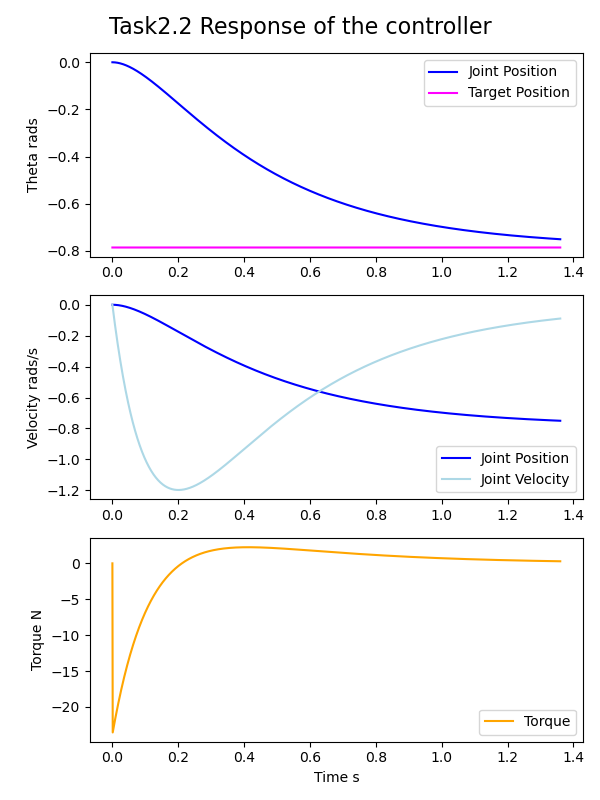 Task2.2 Response of the controller
0.0
−0.2
−0.4
−0.6
−0.8
Theta rads
Joint Position
Target Position
0.0 0.2 0.4 0.6 0.8 1.0 1.2 1.4
0.0
−0.2
−0.4
−0.6
−0.8
−1.0
−1.2
Velocity rads/s
Joint Position
Joint Velocity
0.0 0.2 0.4 0.6 0.8 1.0 1.2 1.4
0
−5
−10
−15
−20
Torque N
Torque
0.0 0.2 0.4 0.6 0.8 1.0 1.2 1.4
Time s